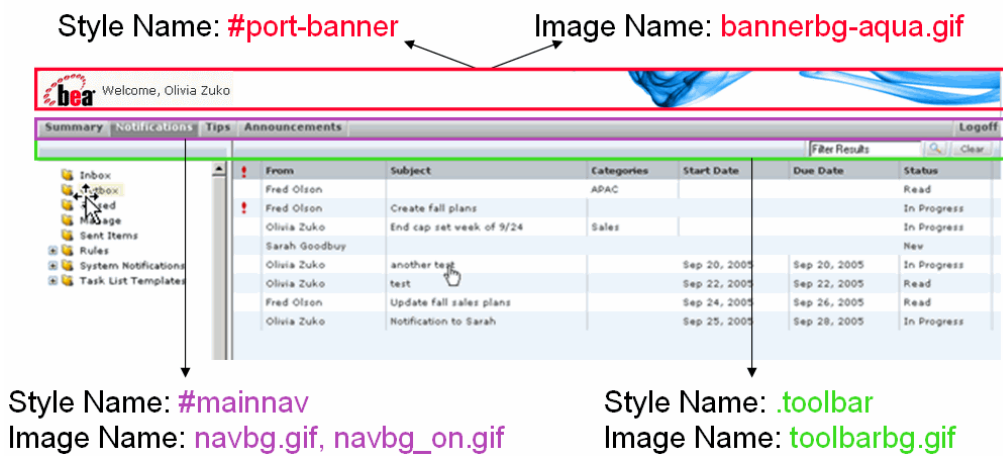 Style Name: #port-banner Image Name: bannerbg-aqua.gif
bea Welcome, Olivia Zuko
Summary Notifications Tips Announcements Logoff
Filter Results Clear
Inbox
Manage
Sent Items
Rules
System Notifications
Task List Templates
! From Subject Categories Start Date Due Date Status
Fred Olson APAC Read
! Fred Olson Create fall plans In Progress
Olivia Zuko End cap set week of 9/24 Sales In Progress
Sarah Goodbuy New
Olivia Zuko another test Sep 20, 2005 Sep 20, 2005 In Progress
Olivia Zuko test Sep 22, 2005 Sep 22, 2005 Read
Fred Olson Update fall sales plans Sep 24, 2005 Sep 26, 2005 Read
Olivia Zuko Notification to Sarah Sep 25, 2005 Sep 28, 2005 In Progress
Style Name: #mainnav
Image Name: navbg.gif, navbg_on.gif
Style Name: .toolbar
Image Name: toolbarbg.gif